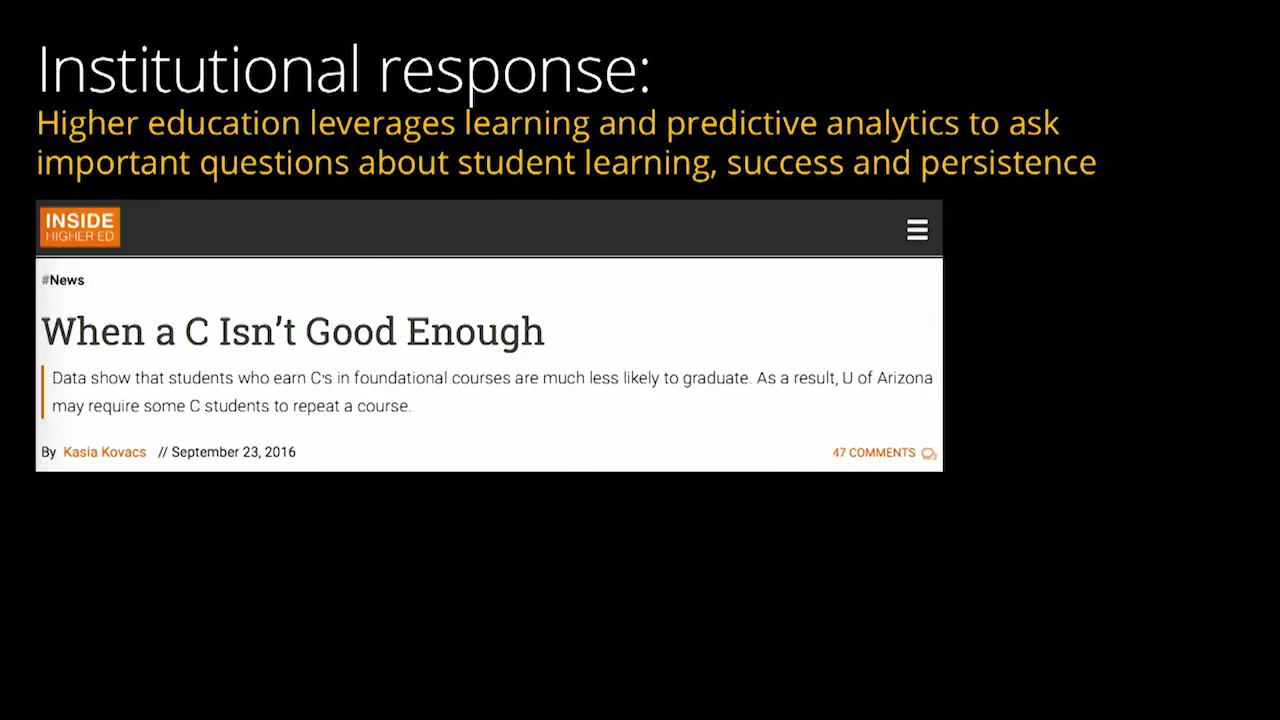 Institutional response:
Higher education leverages learning and predictive analytics to ask
important questions about student learning, success and persistence
INSIDE
HIGHER ED
#News
When a C Isn't Good Enough
Data show that students who earn C's in foundational courses are much less likely to graduate. As a result, U of Arizona
may require some C students to repeat a course.
By Kasia Kovacs // September 23, 2016
47 COMMENTS